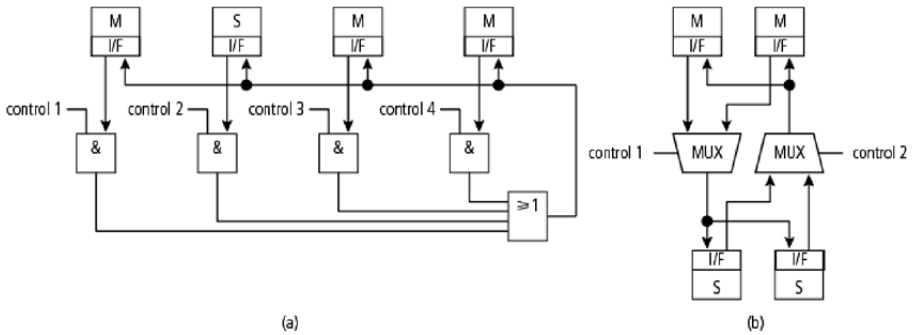 M S M M M M
I/F I/F I/F I/F I/F I/F
control 1 control 2 control 3 control 4
& & & &
control 1 MUX MUX control 2
≥1
I/F I/F
S S
(a) (b)